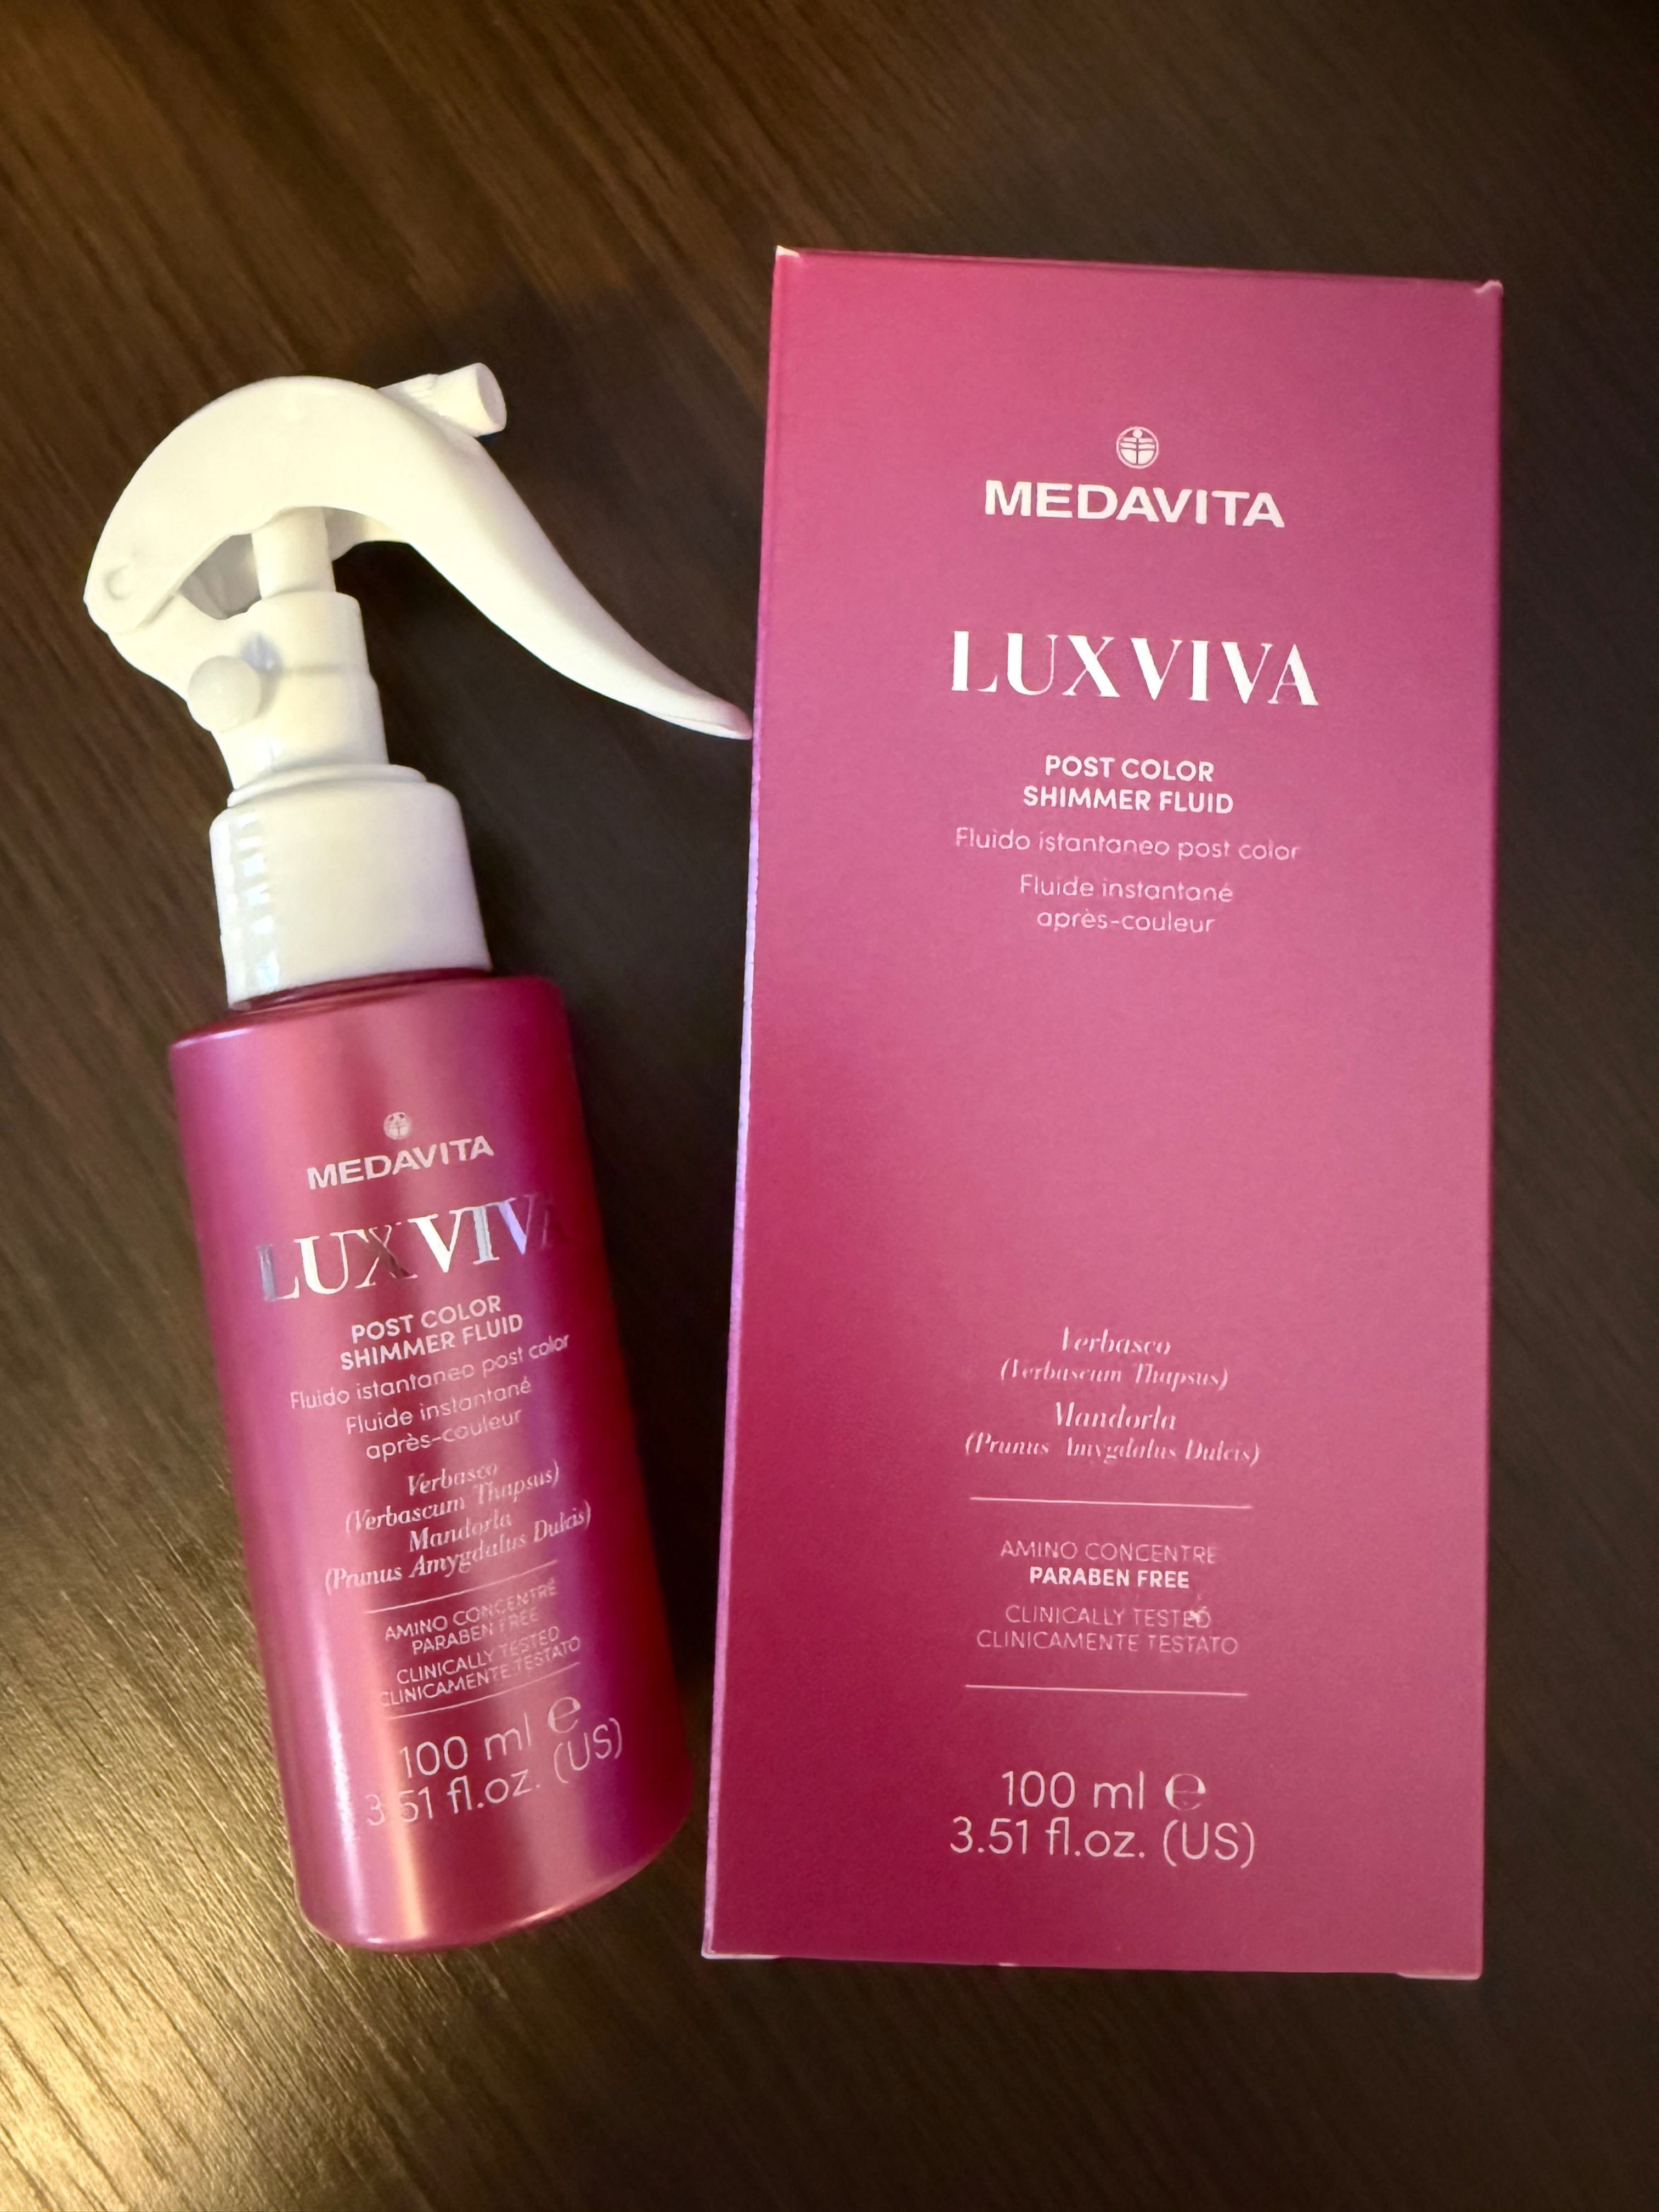 MEDAVITA
LUXVIVA
POST COLOR
SHIMMER FLUID
Fluido istantaneo post color
Fluide instantané
après-couleur
Verbasco
(Verbascum Thapsus)
Mandorla
(Prunus Amygdalus Dulcis)
AMINO CONCENTRÉ
PARABEN FREE
CLINICALLY TESTED
CLINICAMENTE TESTATO
100 ml e
3.51 fl.oz. (US)
MEDAVITA
LUXVIVA
POST COLOR
SHIMMER FLUID
Fluido istantaneo post color
Fluide instantané
après-couleur
Verbasco
(Verbascum Thapsus)
Mandorla
(Prunus Amygdalus Dulcis)
AMINO CONCENTRÉ
PARABEN FREE
CLINICALLY TESTED
CLINICAMENTE TESTATO
100 ml e
3.51 fl.oz. (US)